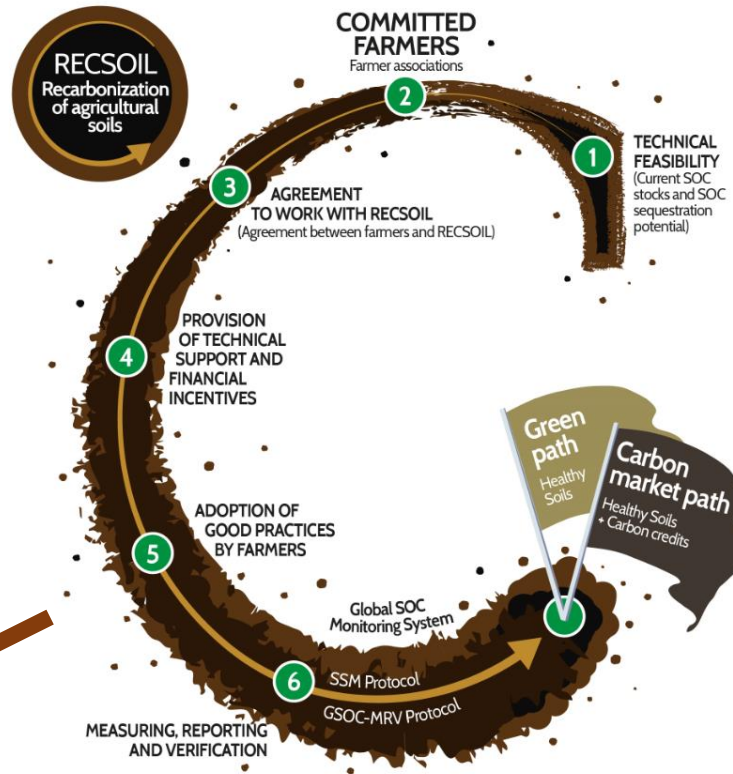 RECSOIL
Recarbonization
of agricultural
soils
COMMITTED
FARMERS
Farmer associations
2
1
TECHNICAL
FEASIBILITY
(Current SOC
stocks and SOC
sequestration
potential)
3
AGREEMENT
TO WORK WITH RECSOIL
(Agreement between farmers and RECSOIL)
4
PROVISION
OF TECHNICAL
SUPPORT AND
FINANCIAL
INCENTIVES
5
ADOPTION OF
GOOD PRACTICES
BY FARMERS
6
MEASURING, REPORTING
AND VERIFICATION
Global SOC
Monitoring System
SSM Protocol
GSOC-MRV Protocol
Green
path
Healthy
Soils
Carbon
market path
Healthy Soils
+ Carbon credits